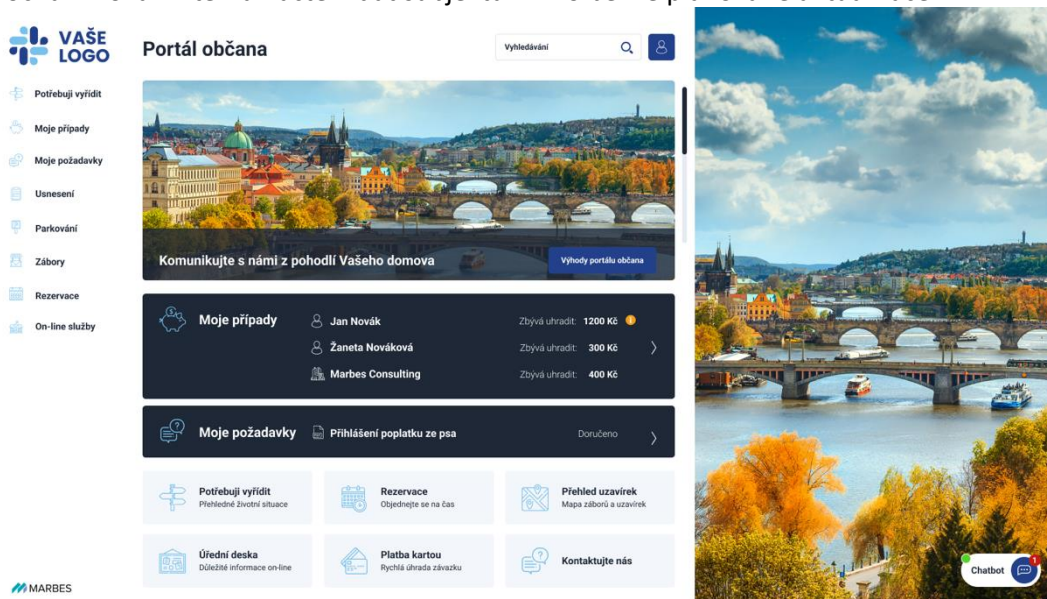 VAŠE
LOGO
Potřebuji vyřídit
Moje případy
Moje požadavky
Usnesení
Parkování
Zábory
Rezervace
On-line služby
MARBES
Portál občana
Vyhledávání
Komunikujte s námi z pohodlí Vašeho domova
Výhody portálu občana
Moje případy
Jan Novák
Zbývá uhradit: 1200 Kč
Žaneta Nováková
Zbývá uhradit: 300 Kč
Marbes Consulting
Zbývá uhradit: 400 Kč
Moje požadavky
Přihlášení poplatku ze psa
Doručeno
Potřebuji vyřídit
Přehledné životní situace
Rezervace
Objednejte se na čas
Přehled uzavírek
Mapa záborů a uzavírek
Úřední deska
Důležité informace on-line
Platba kartou
Rychlá úhrada závazku
Kontaktujte nás
Chatbot
1